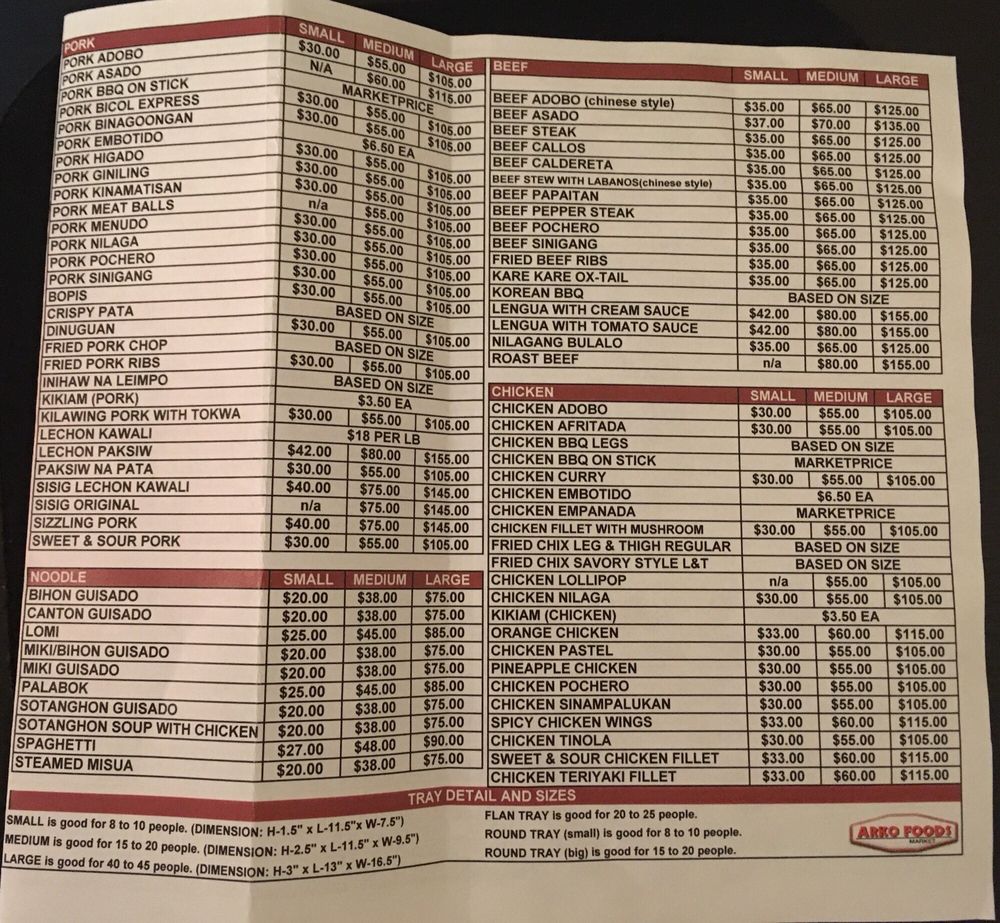 PORK SMALL MEDIUM LARGE
PORK ADOBO $30.00 $55.00 $105.00
PORK ASADO N/A $60.00 $115.00
PORK BBQ ON STICK MARKETPRICE
PORK BICOL EXPRESS $30.00 $55.00 $105.00
PORK BINAGOONGAN $30.00 $55.00 $105.00
PORK EMBOTIDO $6.50 EA
PORK HIGADO $30.00 $55.00 $105.00
PORK GINILING $30.00 $55.00 $105.00
PORK KINAMATISAN $30.00 $55.00 $105.00
PORK MEAT BALLS n/a $55.00 $105.00
PORK MENUDO $30.00 $55.00 $105.00
PORK NILAGA $30.00 $55.00 $105.00
PORK POCHERO $30.00 $55.00 $105.00
PORK SINIGANG $30.00 $55.00 $105.00
BOPIS $30.00 $55.00 $105.00
CRISPY PATA BASED ON SIZE
DINUGUAN $30.00 $55.00 $105.00
FRIED PORK CHOP BASED ON SIZE
FRIED PORK RIBS $30.00 $55.00 $105.00
INIHAW NA LEIMPO BASED ON SIZE
KIKIAM (PORK) $3.50 EA
KILAWING PORK WITH TOKWA $30.00 $55.00 $105.00
LECHON KAWALI $18 PER LB
LECHON PAKSIW $42.00 $80.00 $155.00
PAKSIW NA PATA $30.00 $55.00 $105.00
SISIG LECHON KAWALI $40.00 $75.00 $145.00
SISIG ORIGINAL n/a $75.00 $145.00
SIZZLING PORK $40.00 $75.00 $145.00
SWEET & SOUR PORK $30.00 $55.00 $105.00
NOODLE SMALL MEDIUM LARGE
BIHON GUISADO $20.00 $38.00 $75.00
CANTON GUISADO $20.00 $38.00 $75.00
LOMI $25.00 $45.00 $85.00
MIKI/BIHON GUISADO $20.00 $38.00 $75.00
MIKI GUISADO $20.00 $38.00 $75.00
PALABOK $25.00 $45.00 $85.00
SOTANGHON GUISADO $20.00 $38.00 $75.00
SOTANGHON SOUP WITH CHICKEN $20.00 $38.00 $75.00
SPAGHETTI $27.00 $48.00 $90.00
STEAMED MISUA $20.00 $38.00 $75.00
BEEF SMALL MEDIUM LARGE
BEEF ADOBO (chinese style) $35.00 $65.00 $125.00
BEEF ASADO $37.00 $70.00 $135.00
BEEF STEAK $35.00 $65.00 $125.00
BEEF CALLOS $35.00 $65.00 $125.00
BEEF CALDERETA $35.00 $65.00 $125.00
BEEF STEW WITH LABANOS(chinese style) $35.00 $65.00 $125.00
BEEF PAPAITAN $35.00 $65.00 $125.00
BEEF PEPPER STEAK $35.00 $65.00 $125.00
BEEF POCHERO $35.00 $65.00 $125.00
BEEF SINIGANG $35.00 $65.00 $125.00
FRIED BEEF RIBS $35.00 $65.00 $125.00
KARE KARE OX-TAIL $35.00 $65.00 $125.00
KOREAN BBQ BASED ON SIZE
LENGUA WITH CREAM SAUCE $42.00 $80.00 $155.00
LENGUA WITH TOMATO SAUCE $42.00 $80.00 $155.00
NILAGANG BULALO $35.00 $65.00 $125.00
ROAST BEEF n/a $80.00 $155.00
CHICKEN SMALL MEDIUM LARGE
CHICKEN ADOBO $30.00 $55.00 $105.00
CHICKEN AFRITADA $30.00 $55.00 $105.00
CHICKEN BBQ LEGS BASED ON SIZE
CHICKEN BBQ ON STICK MARKETPRICE
CHICKEN CURRY $30.00 $55.00 $105.00
CHICKEN EMBOTIDO $6.50 EA
CHICKEN EMPANADA MARKETPRICE
CHICKEN FILLET WITH MUSHROOM $30.00 $55.00 $105.00
FRIED CHIX LEG & THIGH REGULAR BASED ON SIZE
FRIED CHIX SAVORY STYLE L&T BASED ON SIZE
CHICKEN LOLLIPOP n/a $55.00 $105.00
CHICKEN NILAGA $30.00 $55.00 $105.00
KIKIAM (CHICKEN) $3.50 EA
ORANGE CHICKEN $33.00 $60.00 $115.00
CHICKEN PASTEL $30.00 $55.00 $105.00
PINEAPPLE CHICKEN $30.00 $55.00 $105.00
CHICKEN POCHERO $30.00 $55.00 $105.00
CHICKEN SINAMPALUKAN $30.00 $55.00 $105.00
SPICY CHICKEN WINGS $33.00 $60.00 $115.00
CHICKEN TINOLA $30.00 $55.00 $105.00
SWEET & SOUR CHICKEN FILLET $33.00 $60.00 $115.00
CHICKEN TERIYAKI FILLET $33.00 $60.00 $115.00
TRAY DETAIL AND SIZES
SMALL is good for 8 to 10 people. (DIMENSION: H-1.5" x L-11.5"x W-7.5")
MEDIUM is good for 15 to 20 people. (DIMENSION: H-2.5" x L-11.5" x W-9.5")
LARGE is good for 40 to 45 people. (DIMENSION: H-3" x L-13" x W-16.5")
FLAN TRAY is good for 20 to 25 people.
ROUND TRAY (small) is good for 8 to 10 people.
ROUND TRAY (big) is good for 15 to 20 people.
ARKO FOODS
MARKET